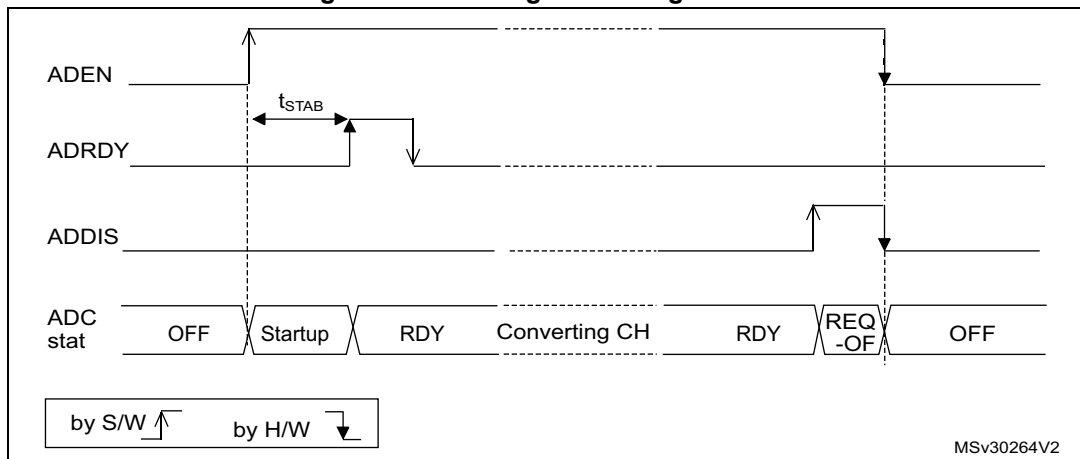 ADEN
tSTAB
ADRDY
ADDIS
ADC
stat
OFF
Startup
RDY
Converting CH
RDY
REQ
-OF
OFF
by S/W
by H/W
MSv30264V2